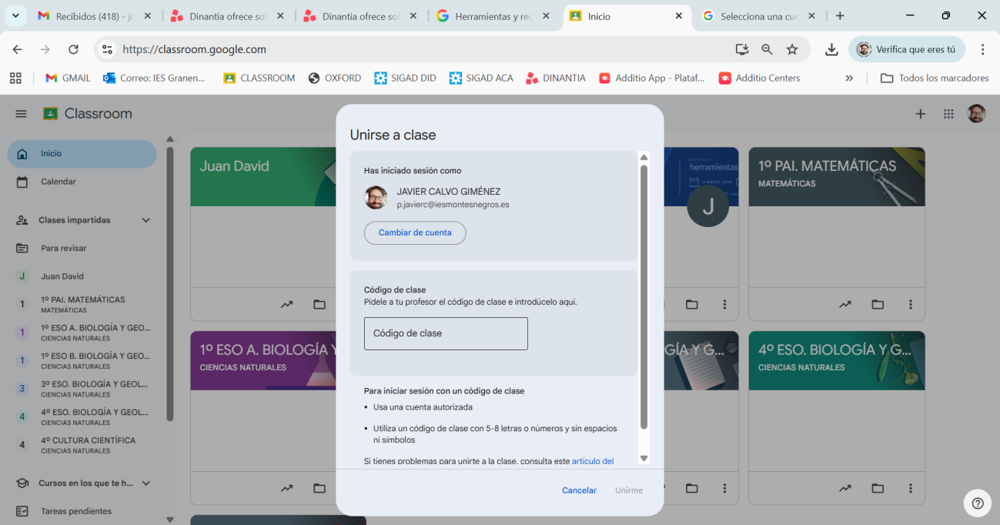 Recibidos (418) - jc
Dinantia ofrece sol
Dinantia ofrece sol
Herramientas y rec
Inicio
Selecciona una cue
https://classroom.google.com
Verifica que eres tú
GMAIL
Correo: IES Granen...
CLASSROOM
OXFORD
SIGAD DID
SIGAD ACA
DINANTIA
Additio App - Plataf...
Additio Centers
Todos los marcadores
Classroom
Inicio
Calendar
Clases impartidas
Para revisar
J
Juan David
1
1º PAI. MATEMÁTICAS
MATEMÁTICAS
1
1º ESO A. BIOLOGÍA Y GEO...
CIENCIAS NATURALES
1
1º ESO B. BIOLOGÍA Y GEO...
CIENCIAS NATURALES
3
3º ESO. BIOLOGÍA Y GEOL...
CIENCIAS NATURALES
4
4º ESO. BIOLOGÍA Y GEOL...
CIENCIAS NATURALES
4
4º CULTURA CIENTÍFICA
CIENCIAS NATURALES
Cursos en los que te h...
Tareas pendientes
Juan David
herramientas
J
1º PAI. MATEMÁTICAS
MATEMÁTICAS
1º ESO A. BIOLOGÍA Y
CIENCIAS NATURALES
GÍA Y G...
4º ESO. BIOLOGÍA Y G...
CIENCIAS NATURALES
Unirse a clase
Has iniciado sesión como
JAVIER CALVO GIMÉNEZ
p.javierc@iesmontesnegros.es
Cambiar de cuenta
Código de clase
Pídele a tu profesor el código de clase e introdúcelo aquí.
Código de clase
Para iniciar sesión con un código de clase
• Usa una cuenta autorizada
• Utiliza un código de clase con 5-8 letras o números y sin espacios
ni símbolos
Si tienes problemas para unirte a la clase, consulta este artículo del
Cancelar
Unirme